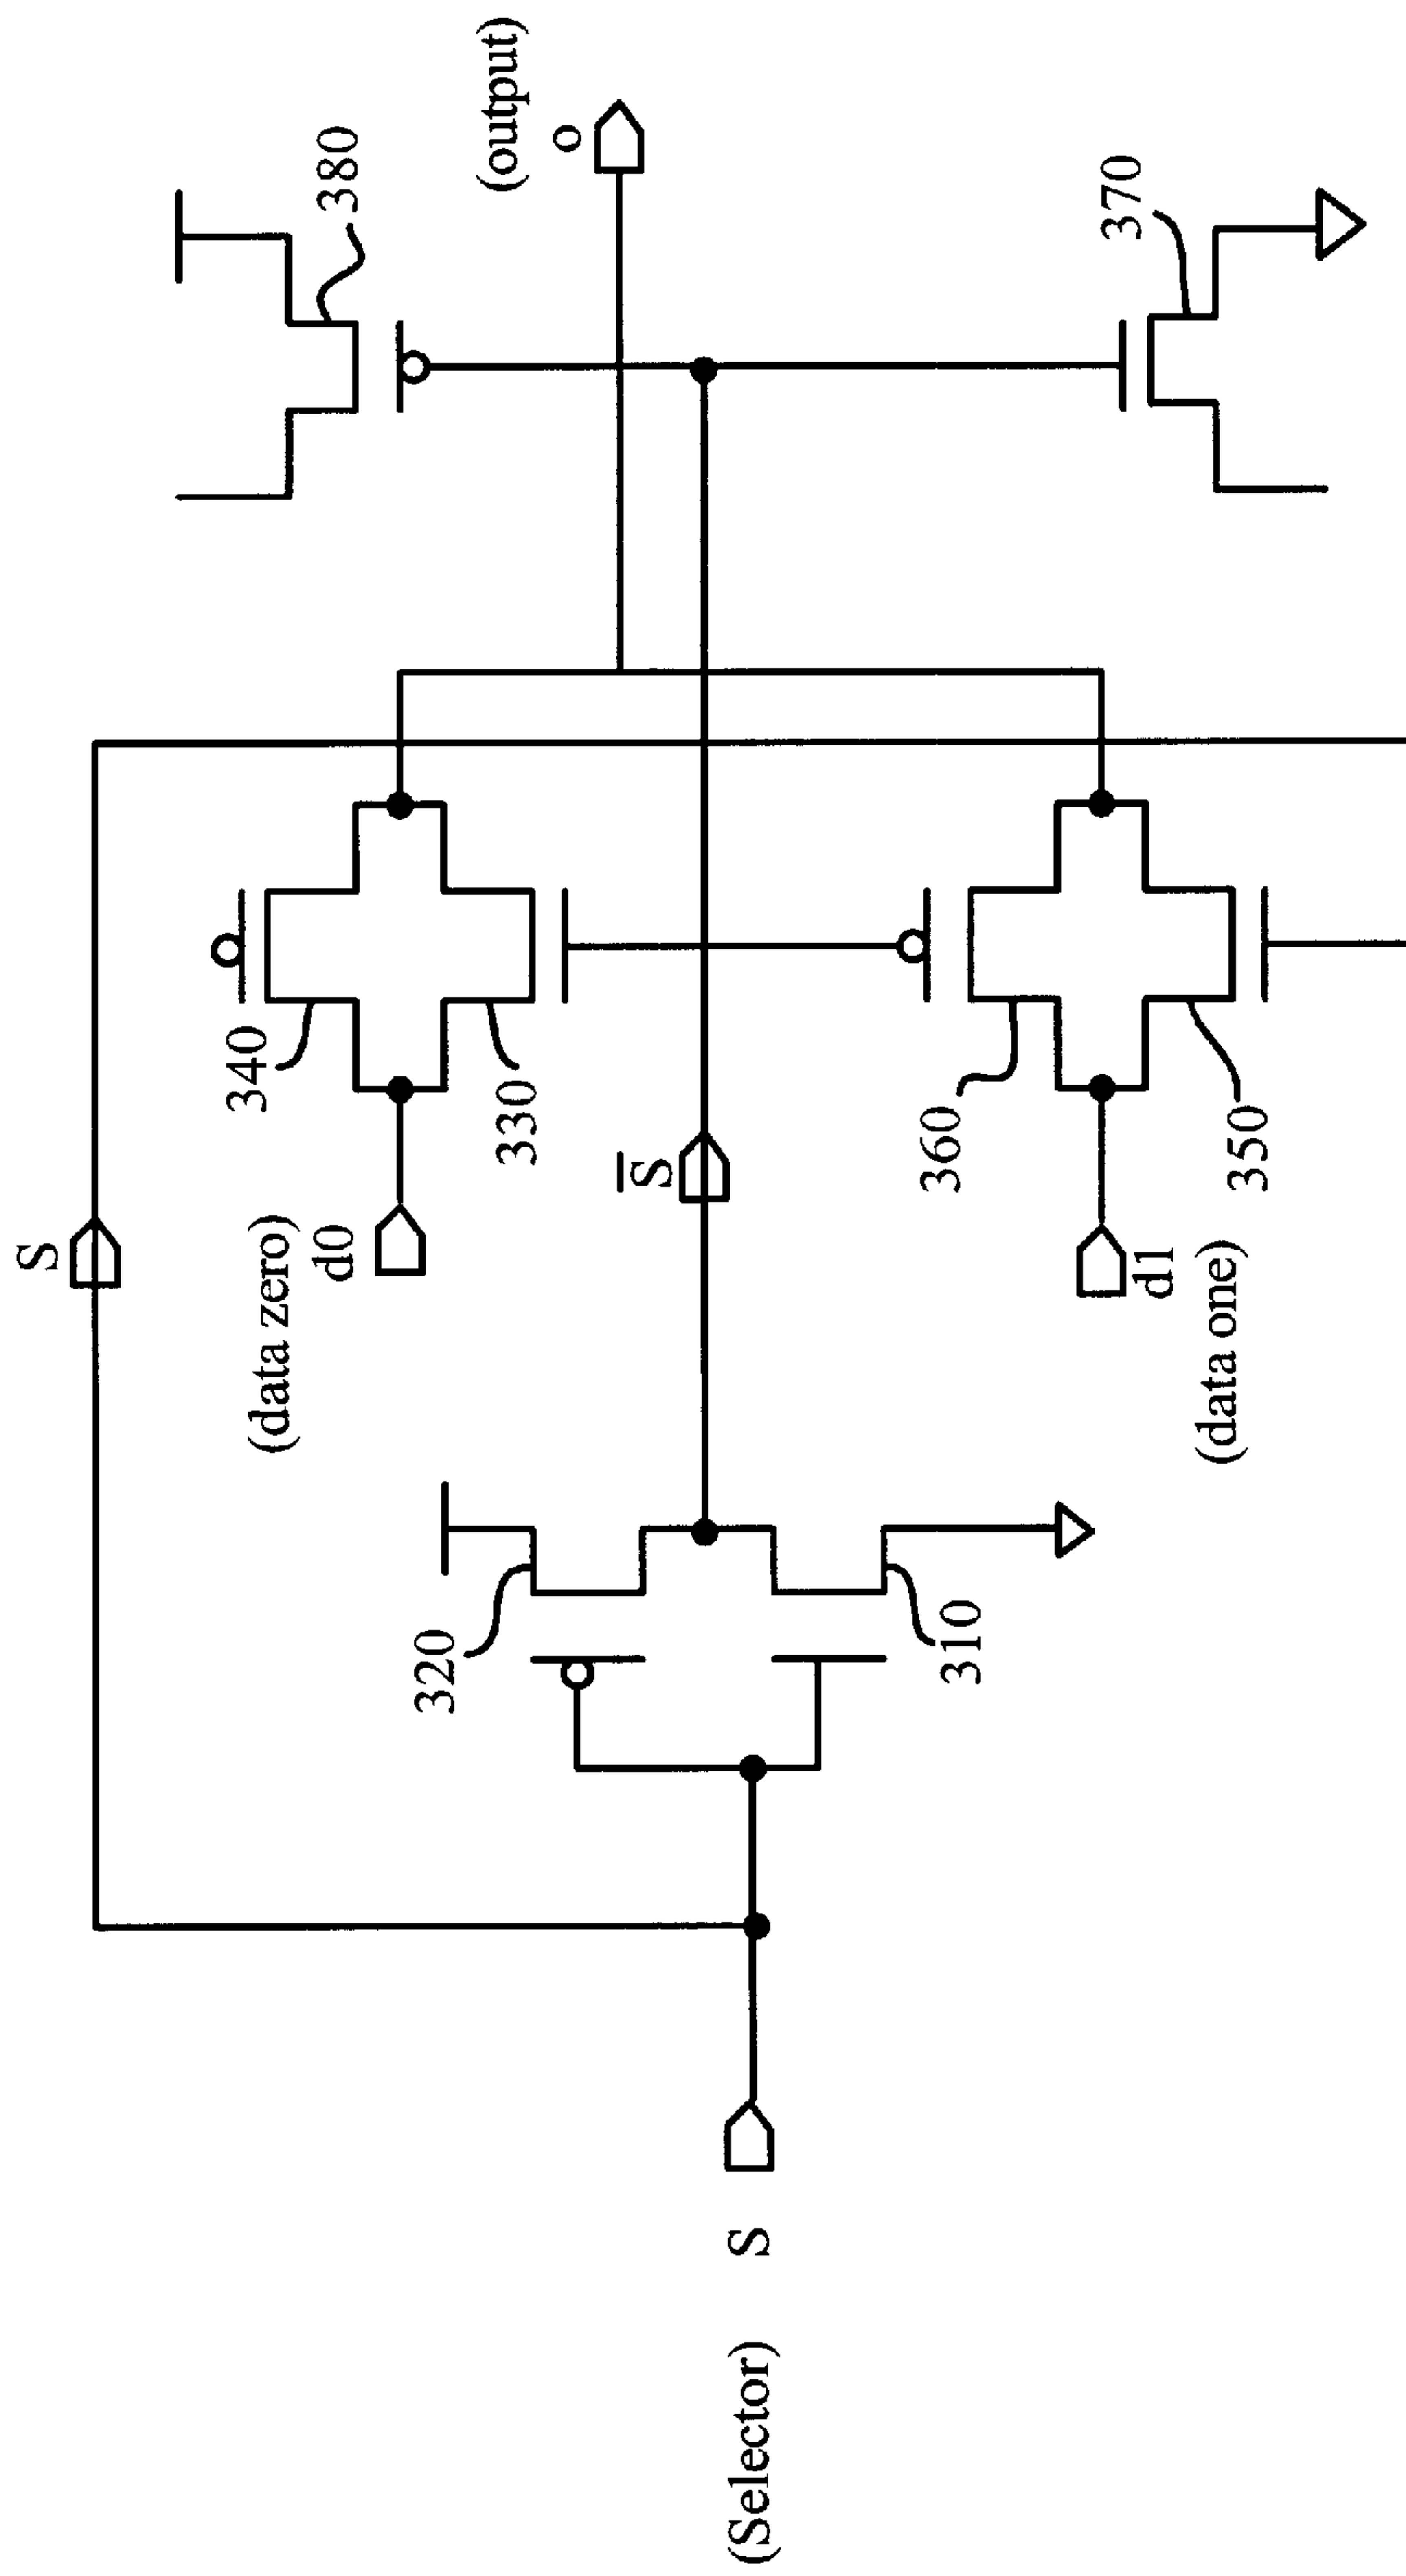 (Selector) S
S
320
310
S̅
(data zero)
d0
340
330
360
350
d1
(data one)
380
370
(output)
o